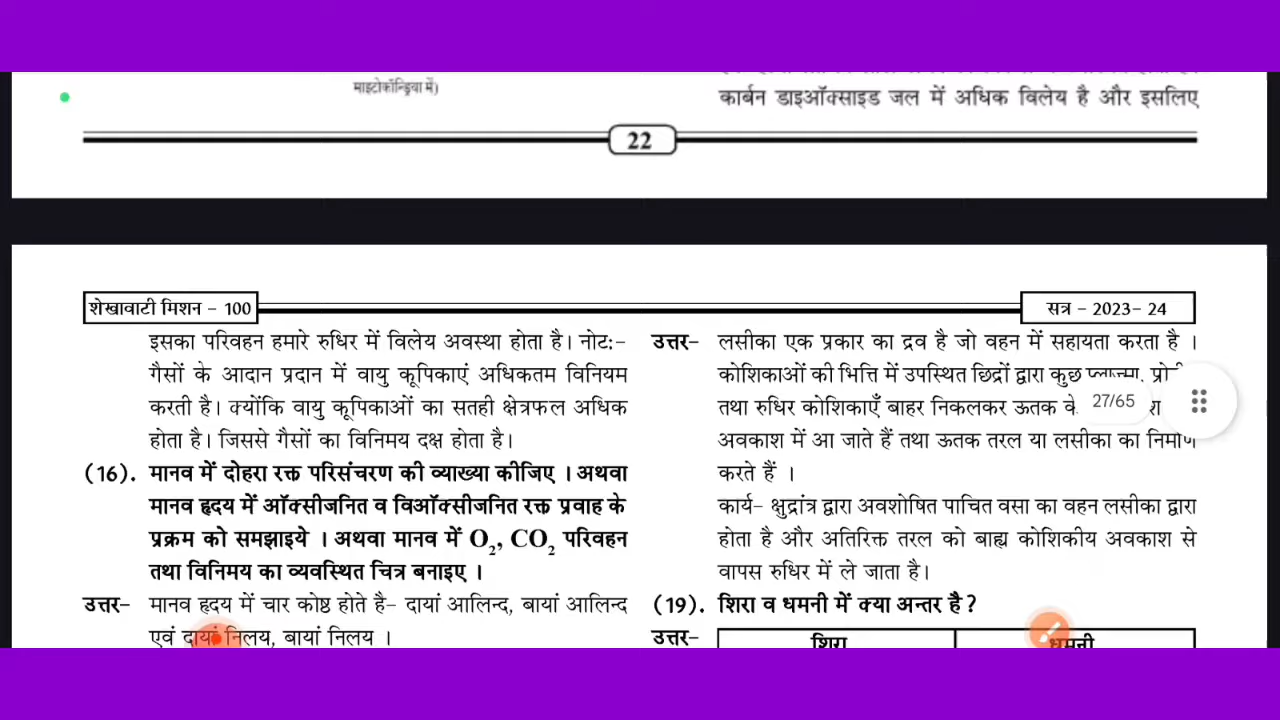 माइटोकॉन्ड्रिया में)
कार्बन डाइऑक्साइड जल में अधिक विलेय है और इसलिए
22
शेखावाटी मिशन - 100
सत्र - 2023- 24
इसका परिवहन हमारे रुधिर में विलेय अवस्था होता है। नोटः-
गैसों के आदान प्रदान में वायु कूपिकाएं अधिकतम विनियम
करती है। क्योंकि वायु कूपिकाओं का सतही क्षेत्रफल अधिक
होता है। जिससे गैसों का विनिमय दक्ष होता है।
(16). मानव में दोहरा रक्त परिसंचरण की व्याख्या कीजिए । अथवा
मानव हृदय में ऑक्सीजनित व विऑक्सीजनित रक्त प्रवाह के
प्रक्रम को समझाइये । अथवा मानव में O₂, CO₂ परिवहन
तथा विनिमय का व्यवस्थित चित्र बनाइए ।
उत्तर- मानव हृदय में चार कोष्ठ होते है- दायां आलिन्द, बायां आलिन्द
एवं दायां निलय, बायां निलय ।
उत्तर- लसीका एक प्रकार का द्रव है जो वहन में सहायता करता है ।
कोशिकाओं की भित्ति में उपस्थित छिद्रों द्वारा कुछ प्लाज्मा,
तथा रुधिर कोशिकाएँ बाहर निकलकर ऊतक
27/65
अवकाश में आ जाते हैं तथा ऊतक तरल या लसीका का निर्माण
करते हैं ।
कार्य- क्षुद्रांत्र द्वारा अवशोषित पाचित वसा का वहन लसीका द्वारा
होता है और अतिरिक्त तरल को बाह्य कोशिकीय अवकाश से
वापस रुधिर में ले जाता है।
(19). शिरा व धमनी में क्या अन्तर है ?
उत्तर-
शिरा
धमनी